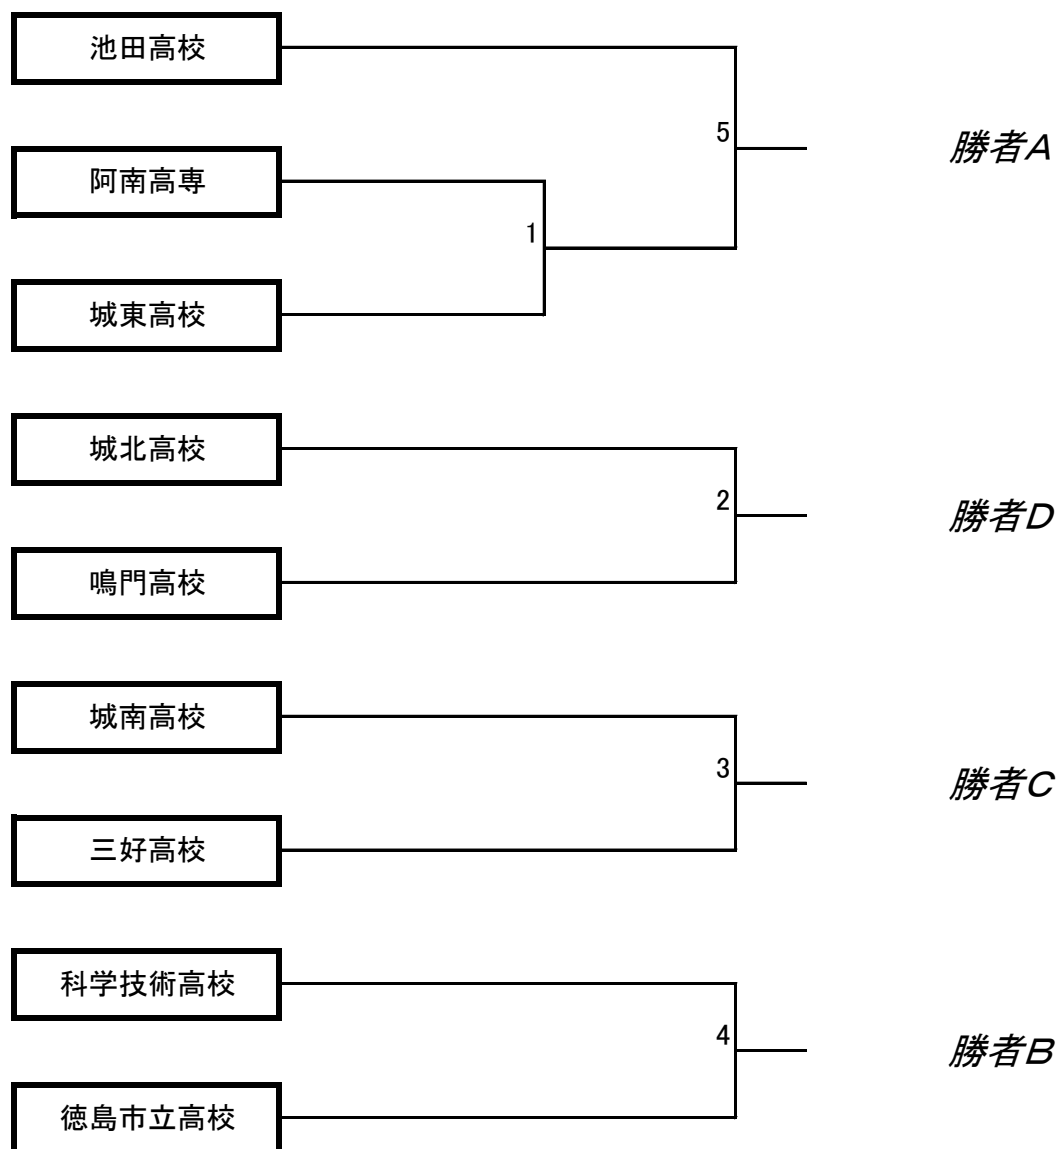 池田高校
5
勝者A
阿南高専
1
城東高校
城北高校
2
勝者D
鳴門高校
城南高校
3
勝者C
三好高校
科学技術高校
4
勝者B
徳島市立高校